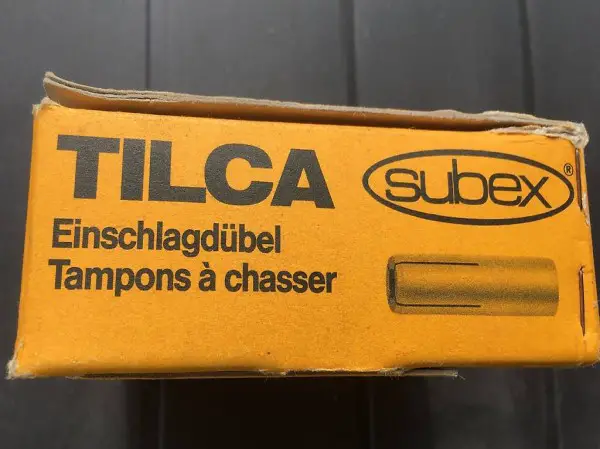 TILCA
subex®
Einschlagdübel
Tampons à chasser